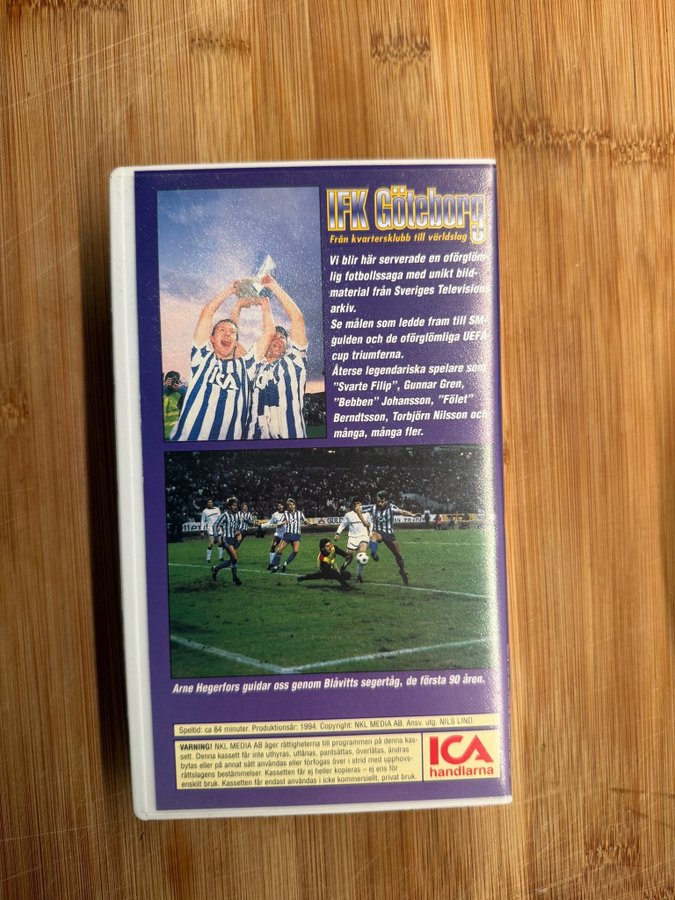 IFK Göteborg
Från kvartersklubb till världslag
Vi blir här serverade en oförglöm-
lig fotbollssaga med unikt bild-
material från Sveriges Televisions
arkiv.
Se målen som ledde fram till SM-
gulden och de oförglömliga UEFA-
cup triumferna.
Återse legendariska spelare som
"Svarte Filip", Gunnar Gren,
"Bebben" Johansson, "Fölet"
Berndtsson, Torbjörn Nilsson och
många, många fler.
ICA
Arne Hegerfors guidar oss genom Blåvitts segertåg, de första 90 åren.
Speltid: ca 84 minuter. Produktionsår: 1994. Copyright: NKL MEDIA AB. Ansv. utg. NILS LIND.
VARNING! NKL MEDIA AB äger rättigheterna till programmen på denna kas-
sett. Denna kassett får inte uthyras, utlånas, pantsättas, överlåtas, ändras
bytas eller på annat sätt användas eller förfogas över i strid med upphovs-
rättslagens bestämmelser. Kassetten får ej heller kopieras – ej ens för
enskilt bruk. Kassetten får endast användas i icke kommersiellt, privat bruk.
ICA
handlarna